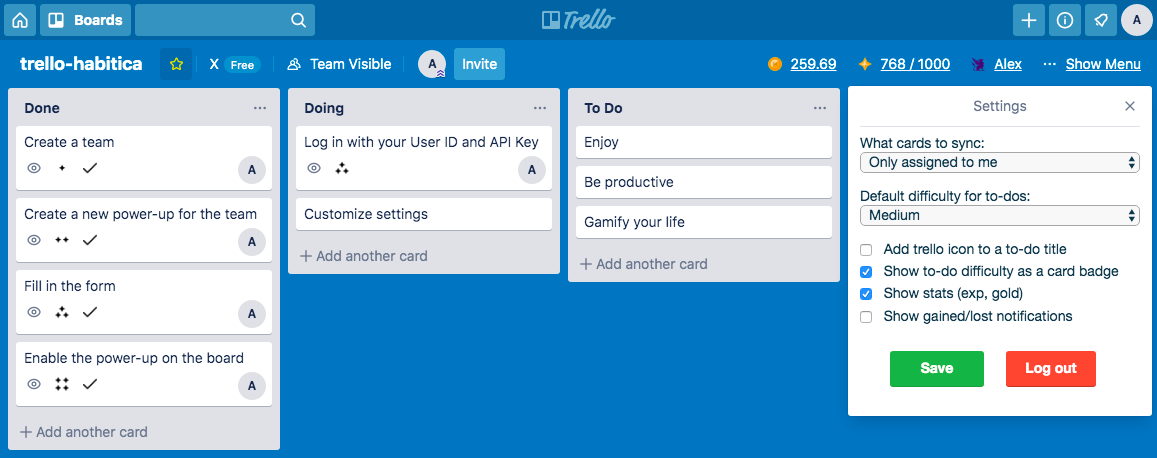 Boards
Trello
A
trello-habitica
X Free
Team Visible
A
Invite
259.69
768 / 1000
Alex
··· Show Menu
Done ···
Create a team
A
Create a new power-up for the team
A
Fill in the form
A
Enable the power-up on the board
A
+ Add another card
Doing ···
Log in with your User ID and API Key
A
Customize settings
+ Add another card
To Do ···
Enjoy
Be productive
Gamify your life
+ Add another card
Settings
What cards to sync:
Only assigned to me
Default difficulty for to-dos:
Medium
Add trello icon to a to-do title
Show to-do difficulty as a card badge
Show stats (exp, gold)
Show gained/lost notifications
Save
Log out